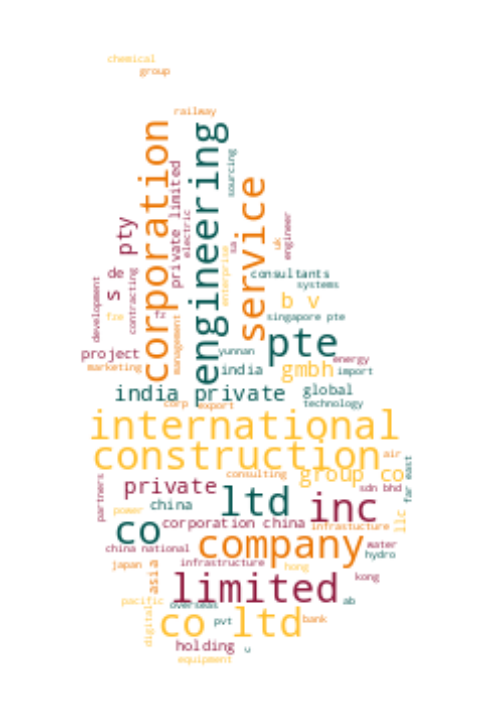 chemical
group
railway
corporation
engineering
service
sourcing
private limited
electric
pty
engineer
uk
sa
consultants
systems
de
s
contracting
development
enterprise
b v
fze
fz
singapore pte
management
pte
project
marketing
yunnan
energy
india
gmbh
import
india private
global
technology
corp
export
international
construction
air
group co
consulting
far east
partners
private
sdn bhd
china
ltd
inc
power
llc
co
corporation china
infrastucture
company
water
china national
hydro
japan
asia
infrastructure
hong
kong
limited
pacific
overseas
ab
digital
co ltd
pvt
bank
holding
u
equipment